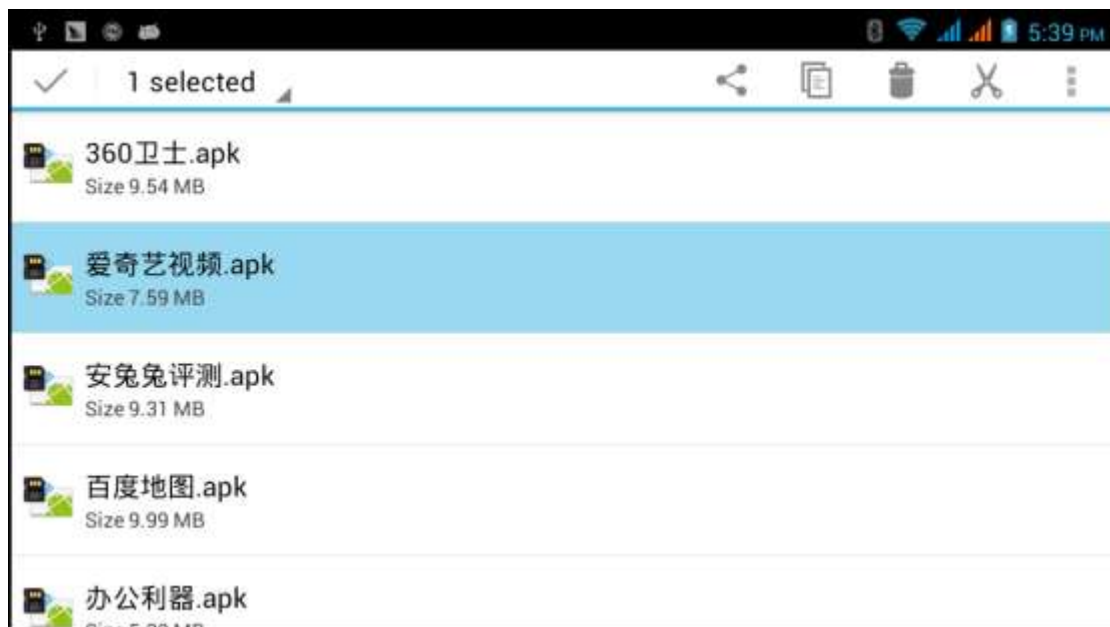 5:39 PM
1 selected
360卫士.apk
Size 9.54 MB
爱奇艺视频.apk
Size 7.59 MB
安兔兔评测.apk
Size 9.31 MB
百度地图.apk
Size 9.99 MB
办公利器.apk